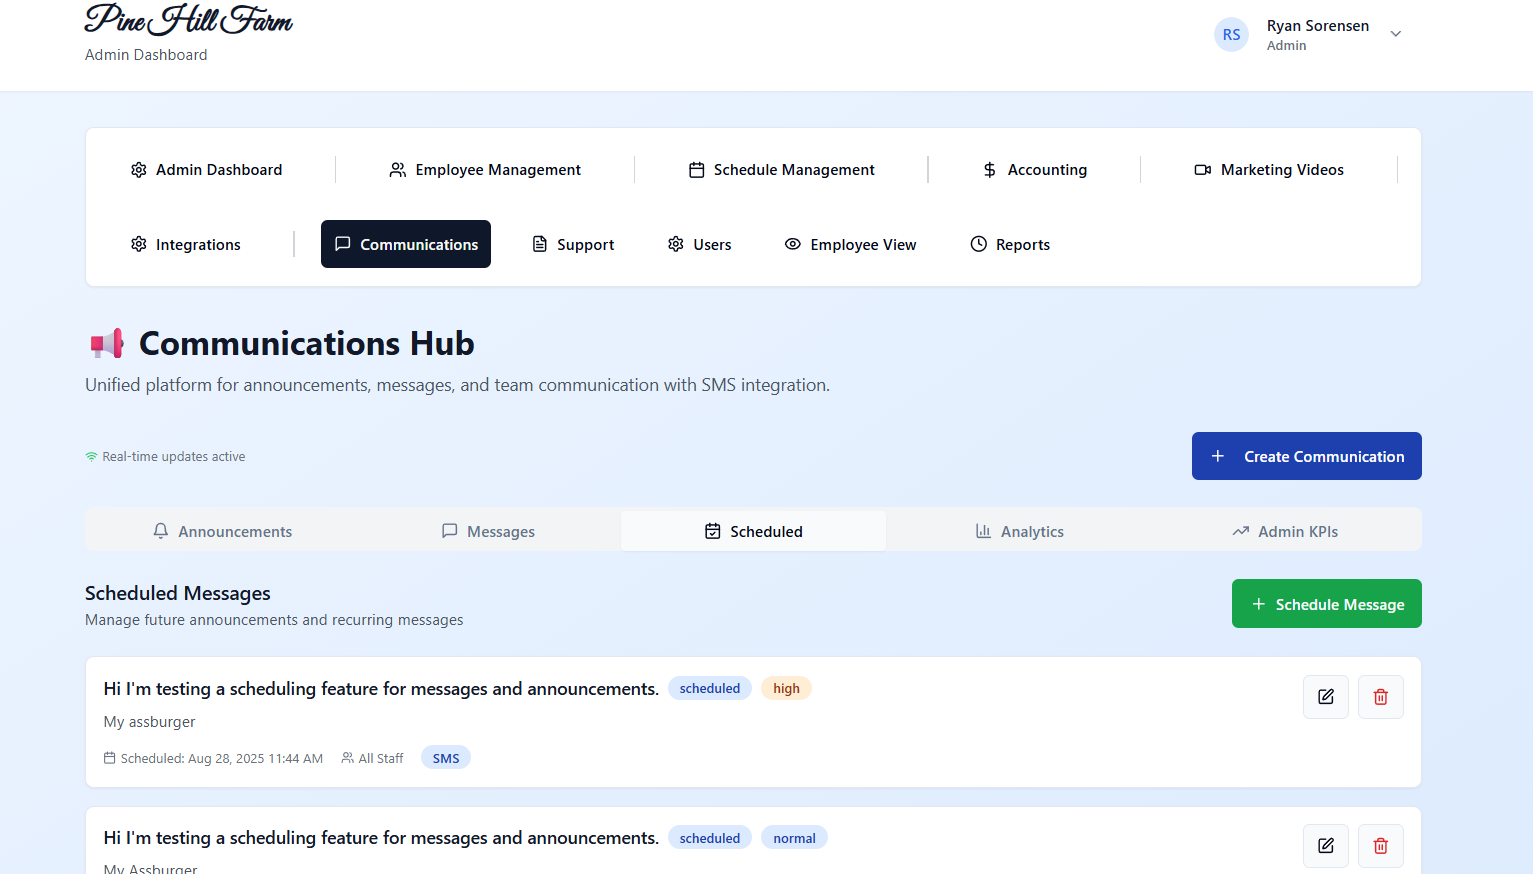 Pine Hill Farm
Admin Dashboard
RS
Ryan Sorensen
Admin
Admin Dashboard
Employee Management
Schedule Management
Accounting
Marketing Videos
Integrations
Communications
Support
Users
Employee View
Reports
Communications Hub
Unified platform for announcements, messages, and team communication with SMS integration.
Real-time updates active
Create Communication
Announcements
Messages
Scheduled
Analytics
Admin KPIs
Scheduled Messages
Manage future announcements and recurring messages
Schedule Message
Hi I'm testing a scheduling feature for messages and announcements. scheduled high
My assburger
Scheduled: Aug 28, 2025 11:44 AM All Staff SMS
Hi I'm testing a scheduling feature for messages and announcements. scheduled normal
My Assburger